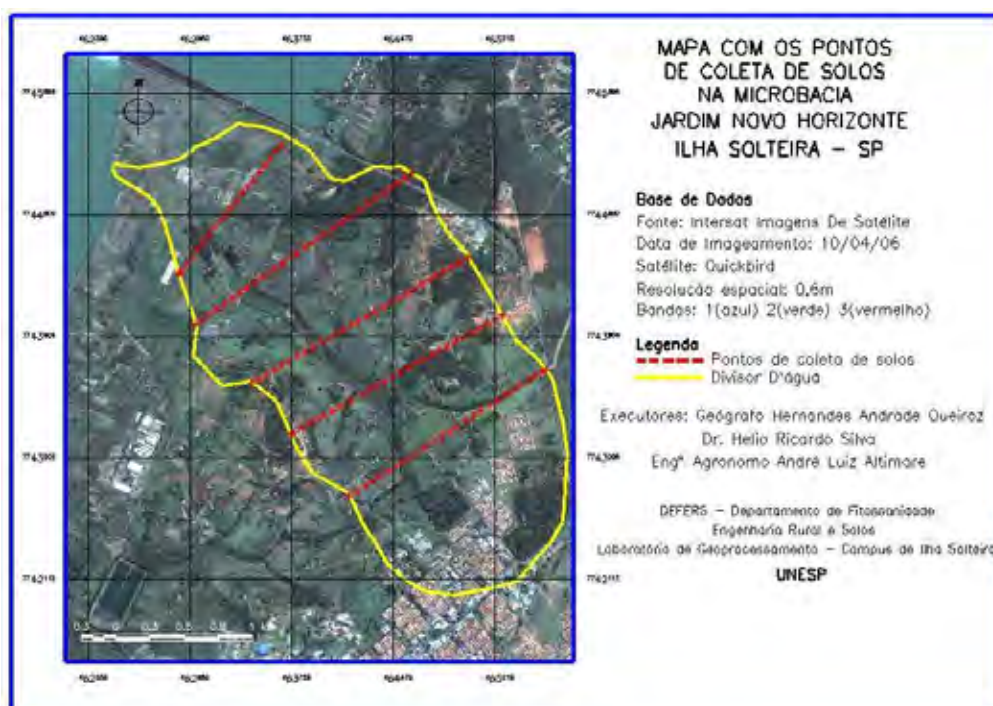 MAPA COM OS PONTOS
DE COLETA DE SOLOS
NA MICROBACIA
JARDIM NOVO HORIZONTE
ILHA SOLTEIRA – SP
Base de Dados
Fonte: Intersat Imagens De Satélite
Data de Imageamento: 10/04/06
Satélite: Quickbird
Resolução espacial: 0,6m
Bandas: 1(azul) 2(verde) 3(vermelho)
Legenda
Pontos de coleta de solos
Divisor D'água
Executores: Geógrafo Hernandes Andrade Queiroz
Dr. Helio Ricardo Silva
Engº Agronomo André Luiz Altimare
DEFERS – Departamento de Fitossanidade
Engenharia Rural e Solos
Laboratório de Geoprocessamento – Campus de Ilha Solteira
UNESP